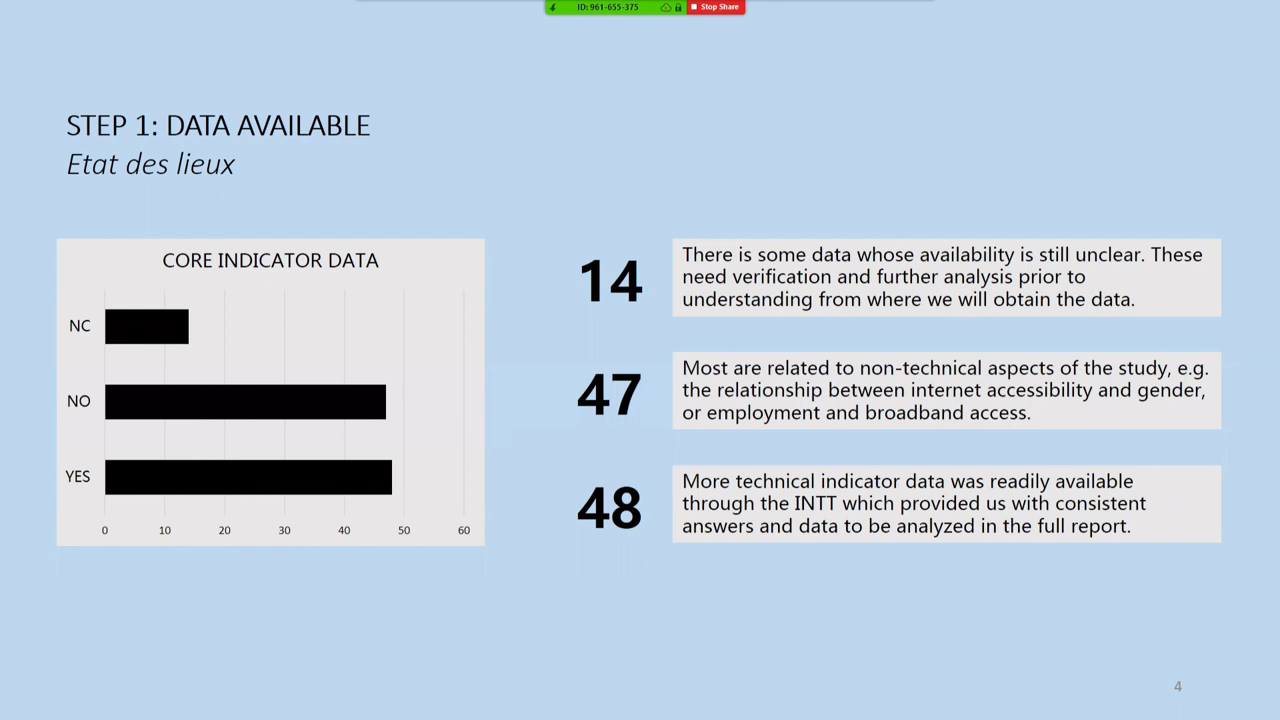 ID: 961-655-375
Stop Share
STEP 1: DATA AVAILABLE
Etat des lieux
CORE INDICATOR DATA
NC
NO
YES
0 10 20 30 40 50 60
14
There is some data whose availability is still unclear. These
need verification and further analysis prior to
understanding from where we will obtain the data.
47
Most are related to non-technical aspects of the study, e.g.
the relationship between internet accessibility and gender,
or employment and broadband access.
48
More technical indicator data was readily available
through the INTT which provided us with consistent
answers and data to be analyzed in the full report.
4